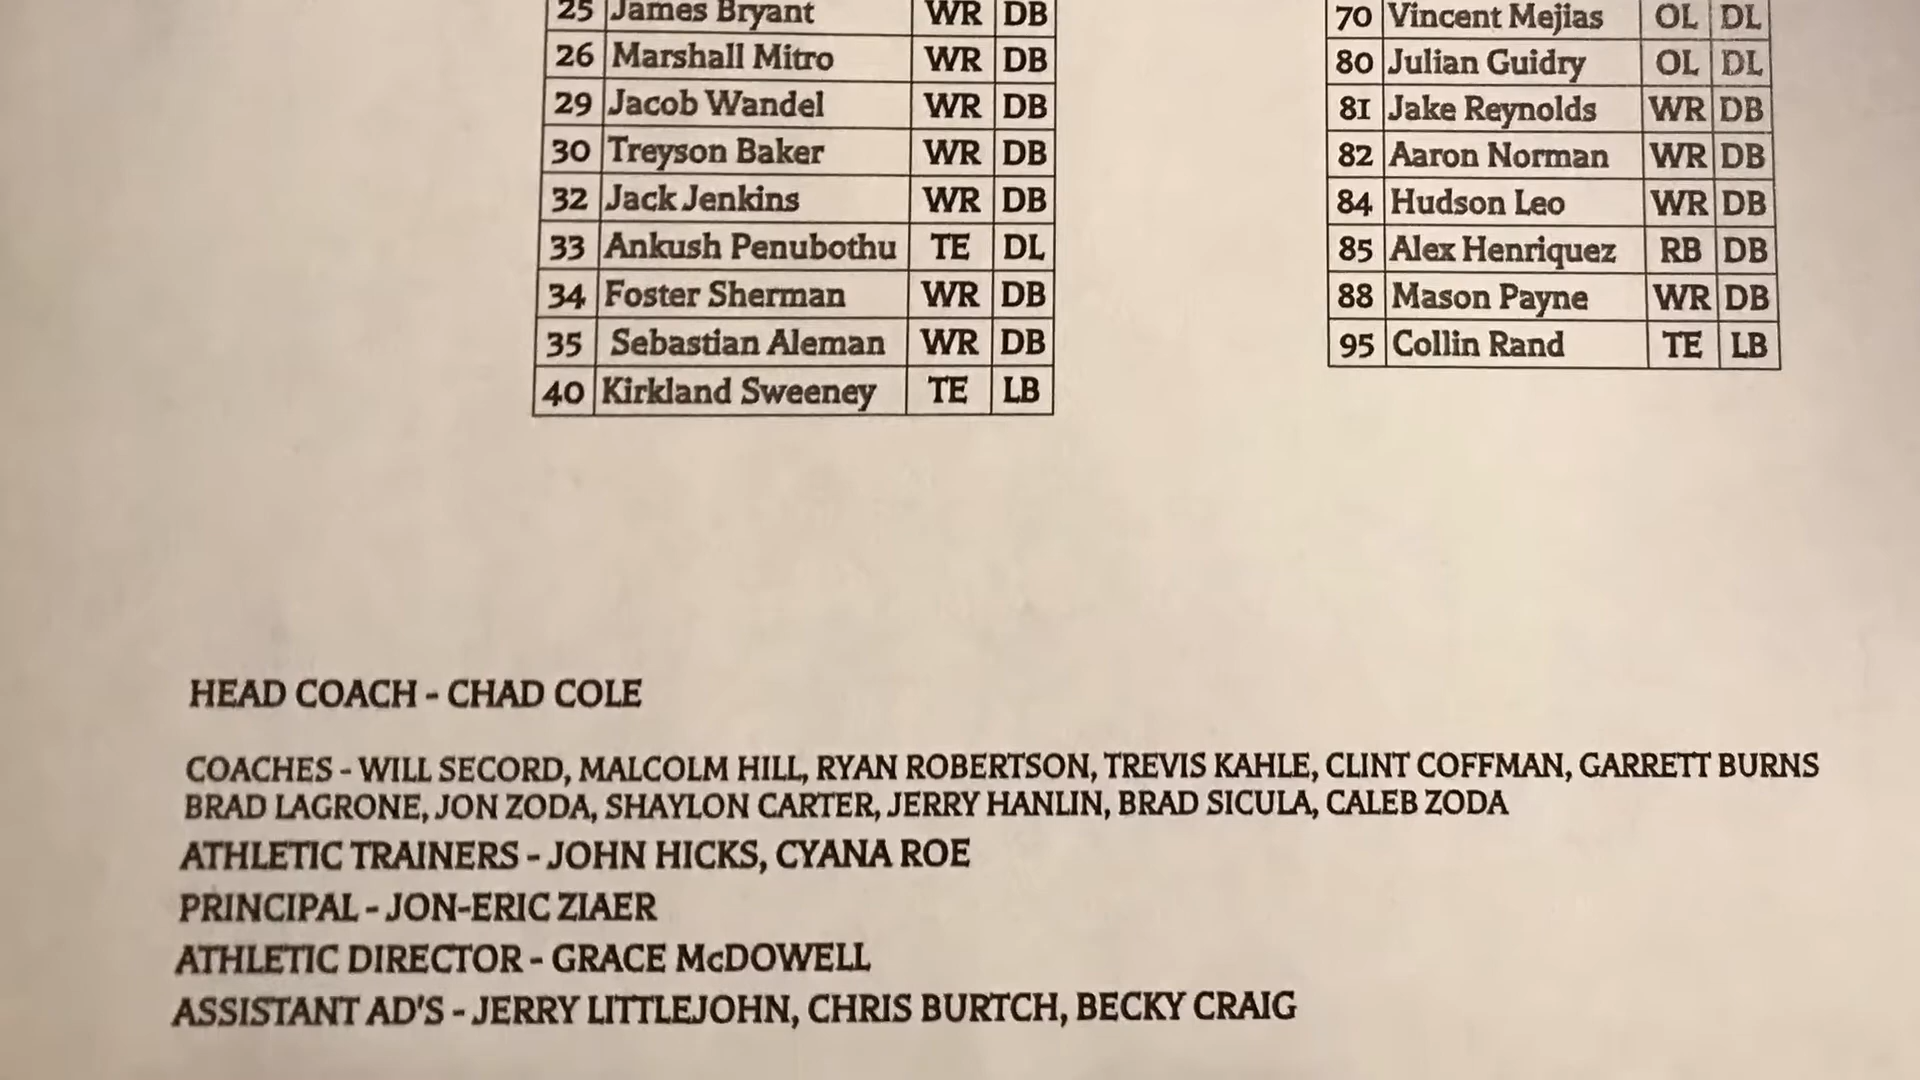 25 James Bryant WR DB
26 Marshall Mitro WR DB
29 Jacob Wandel WR DB
30 Treyson Baker WR DB
32 Jack Jenkins WR DB
33 Ankush Penubothu TE DL
34 Foster Sherman WR DB
35 Sebastian Aleman WR DB
40 Kirkland Sweeney TE LB
70 Vincent Mejias OL DL
80 Julian Guidry OL DL
81 Jake Reynolds WR DB
82 Aaron Norman WR DB
84 Hudson Leo WR DB
85 Alex Henriquez RB DB
88 Mason Payne WR DB
95 Collin Rand TE LB
HEAD COACH - CHAD COLE
COACHES - WILL SECORD, MALCOLM HILL, RYAN ROBERTSON, TREVIS KAHLE, CLINT COFFMAN, GARRETT BURNS
BRAD LAGRONE, JON ZODA, SHAYLON CARTER, JERRY HANLIN, BRAD SICULA, CALEB ZODA
ATHLETIC TRAINERS - JOHN HICKS, CYANA ROE
PRINCIPAL - JON-ERIC ZIAER
ATHLETIC DIRECTOR - GRACE McDOWELL
ASSISTANT AD'S - JERRY LITTLEJOHN, CHRIS BURTCH, BECKY CRAIG